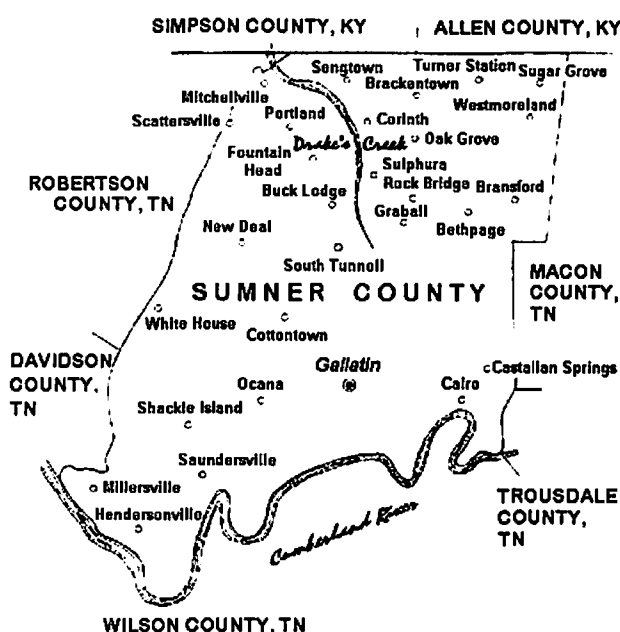 SIMPSON COUNTY, KY
ALLEN COUNTY, KY
Sengtown
Turner Station
Sugar Grove
Brackentown
Mitchellville
Westmoreland
Portland
Scattersville
Corinth
Drake's Creek
Oak Grove
Fountain
Head
Sulphura
ROBERTSON
COUNTY, TN
Rock Bridge
Bransford
Buck Lodge
Graball
Bethpage
New Deal
South Tunnell
MACON
COUNTY,
TN
SUMNER COUNTY
White House
Cottontown
DAVIDSON
COUNTY,
TN
Gallatin
Castallan Springs
Ocana
Cairo
Shackle Island
Saundersville
Millersville
TROUSDALE
COUNTY,
TN
Hendersonville
Cumberland River
WILSON COUNTY, TN